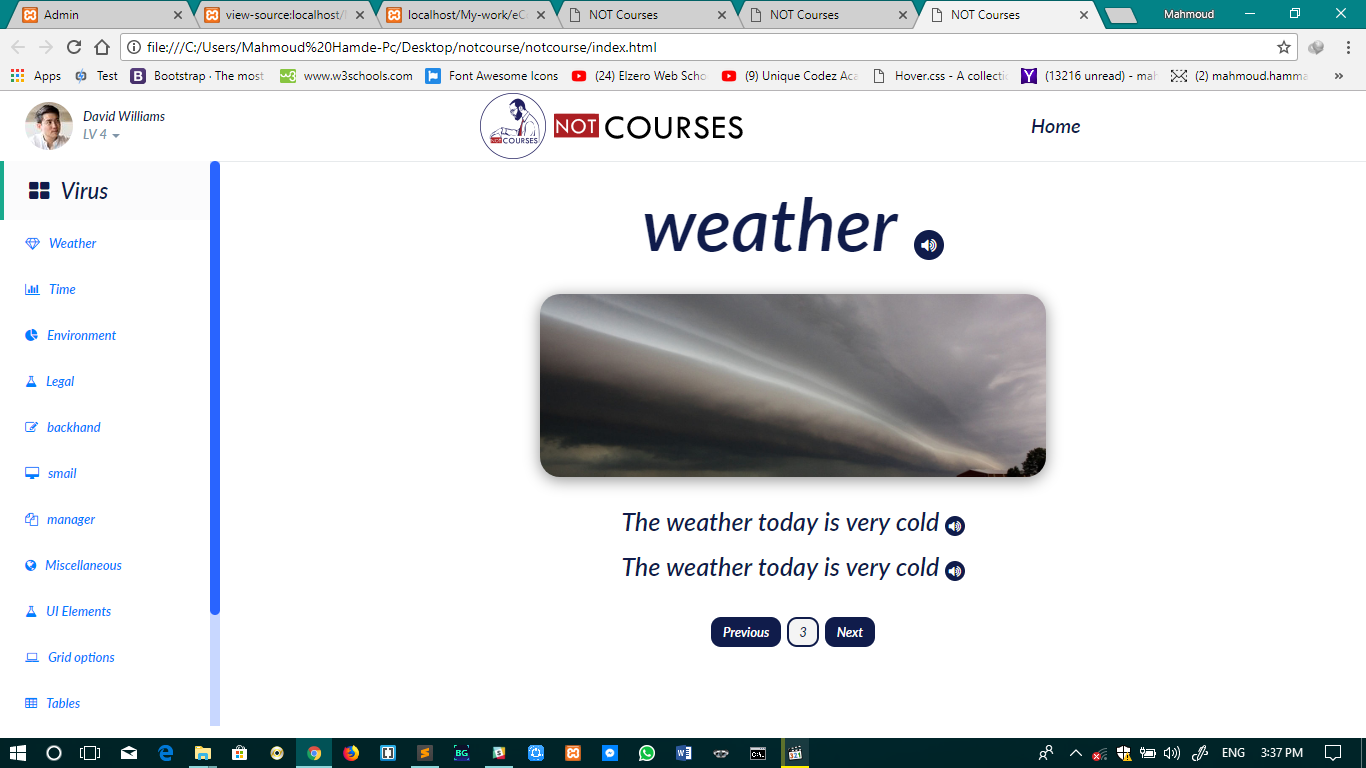 Admin
view-source:localhost/
localhost/My-work/eC
NOT Courses
NOT Courses
NOT Courses
Mahmoud
file:///C:/Users/Mahmoud%20Hamde-Pc/Desktop/notcourse/notcourse/index.html
Apps
Test
Bootstrap · The most
www.w3schools.com
Font Awesome Icons
(24) Elzero Web Scho
(9) Unique Codez Aca
Hover.css - A collecti
(13216 unread) - mah
(2) mahmoud.hamma
David Williams
LV 4
NOT COURSES
NOT COURSES
Home
Virus
Weather
Time
Environment
Legal
backhand
smail
manager
Miscellaneous
UI Elements
Grid options
Tables
weather
The weather today is very cold
The weather today is very cold
Previous 3 Next
ENG 3:37 PM